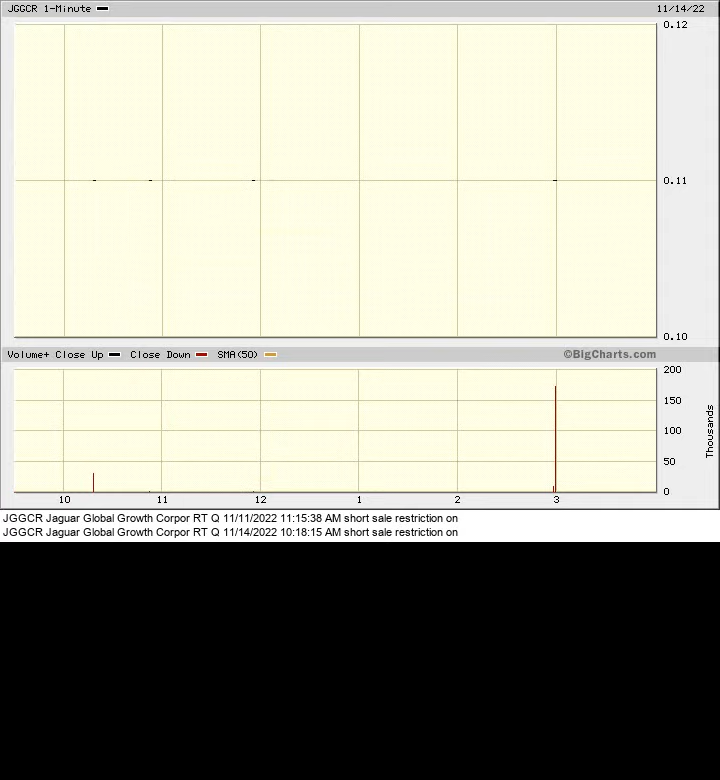 JGGCR 1-Minute 11/14/22
0.12
0.11
0.10
Volume+ Close Up Close Down SMA(50) ©BigCharts.com
200
150
100
50
0
Thousands
10 11 12 1 2 3
JGGCR Jaguar Global Growth Corpor RT Q 11/11/2022 11:15:38 AM short sale restriction on
JGGCR Jaguar Global Growth Corpor RT Q 11/14/2022 10:18:15 AM short sale restriction on